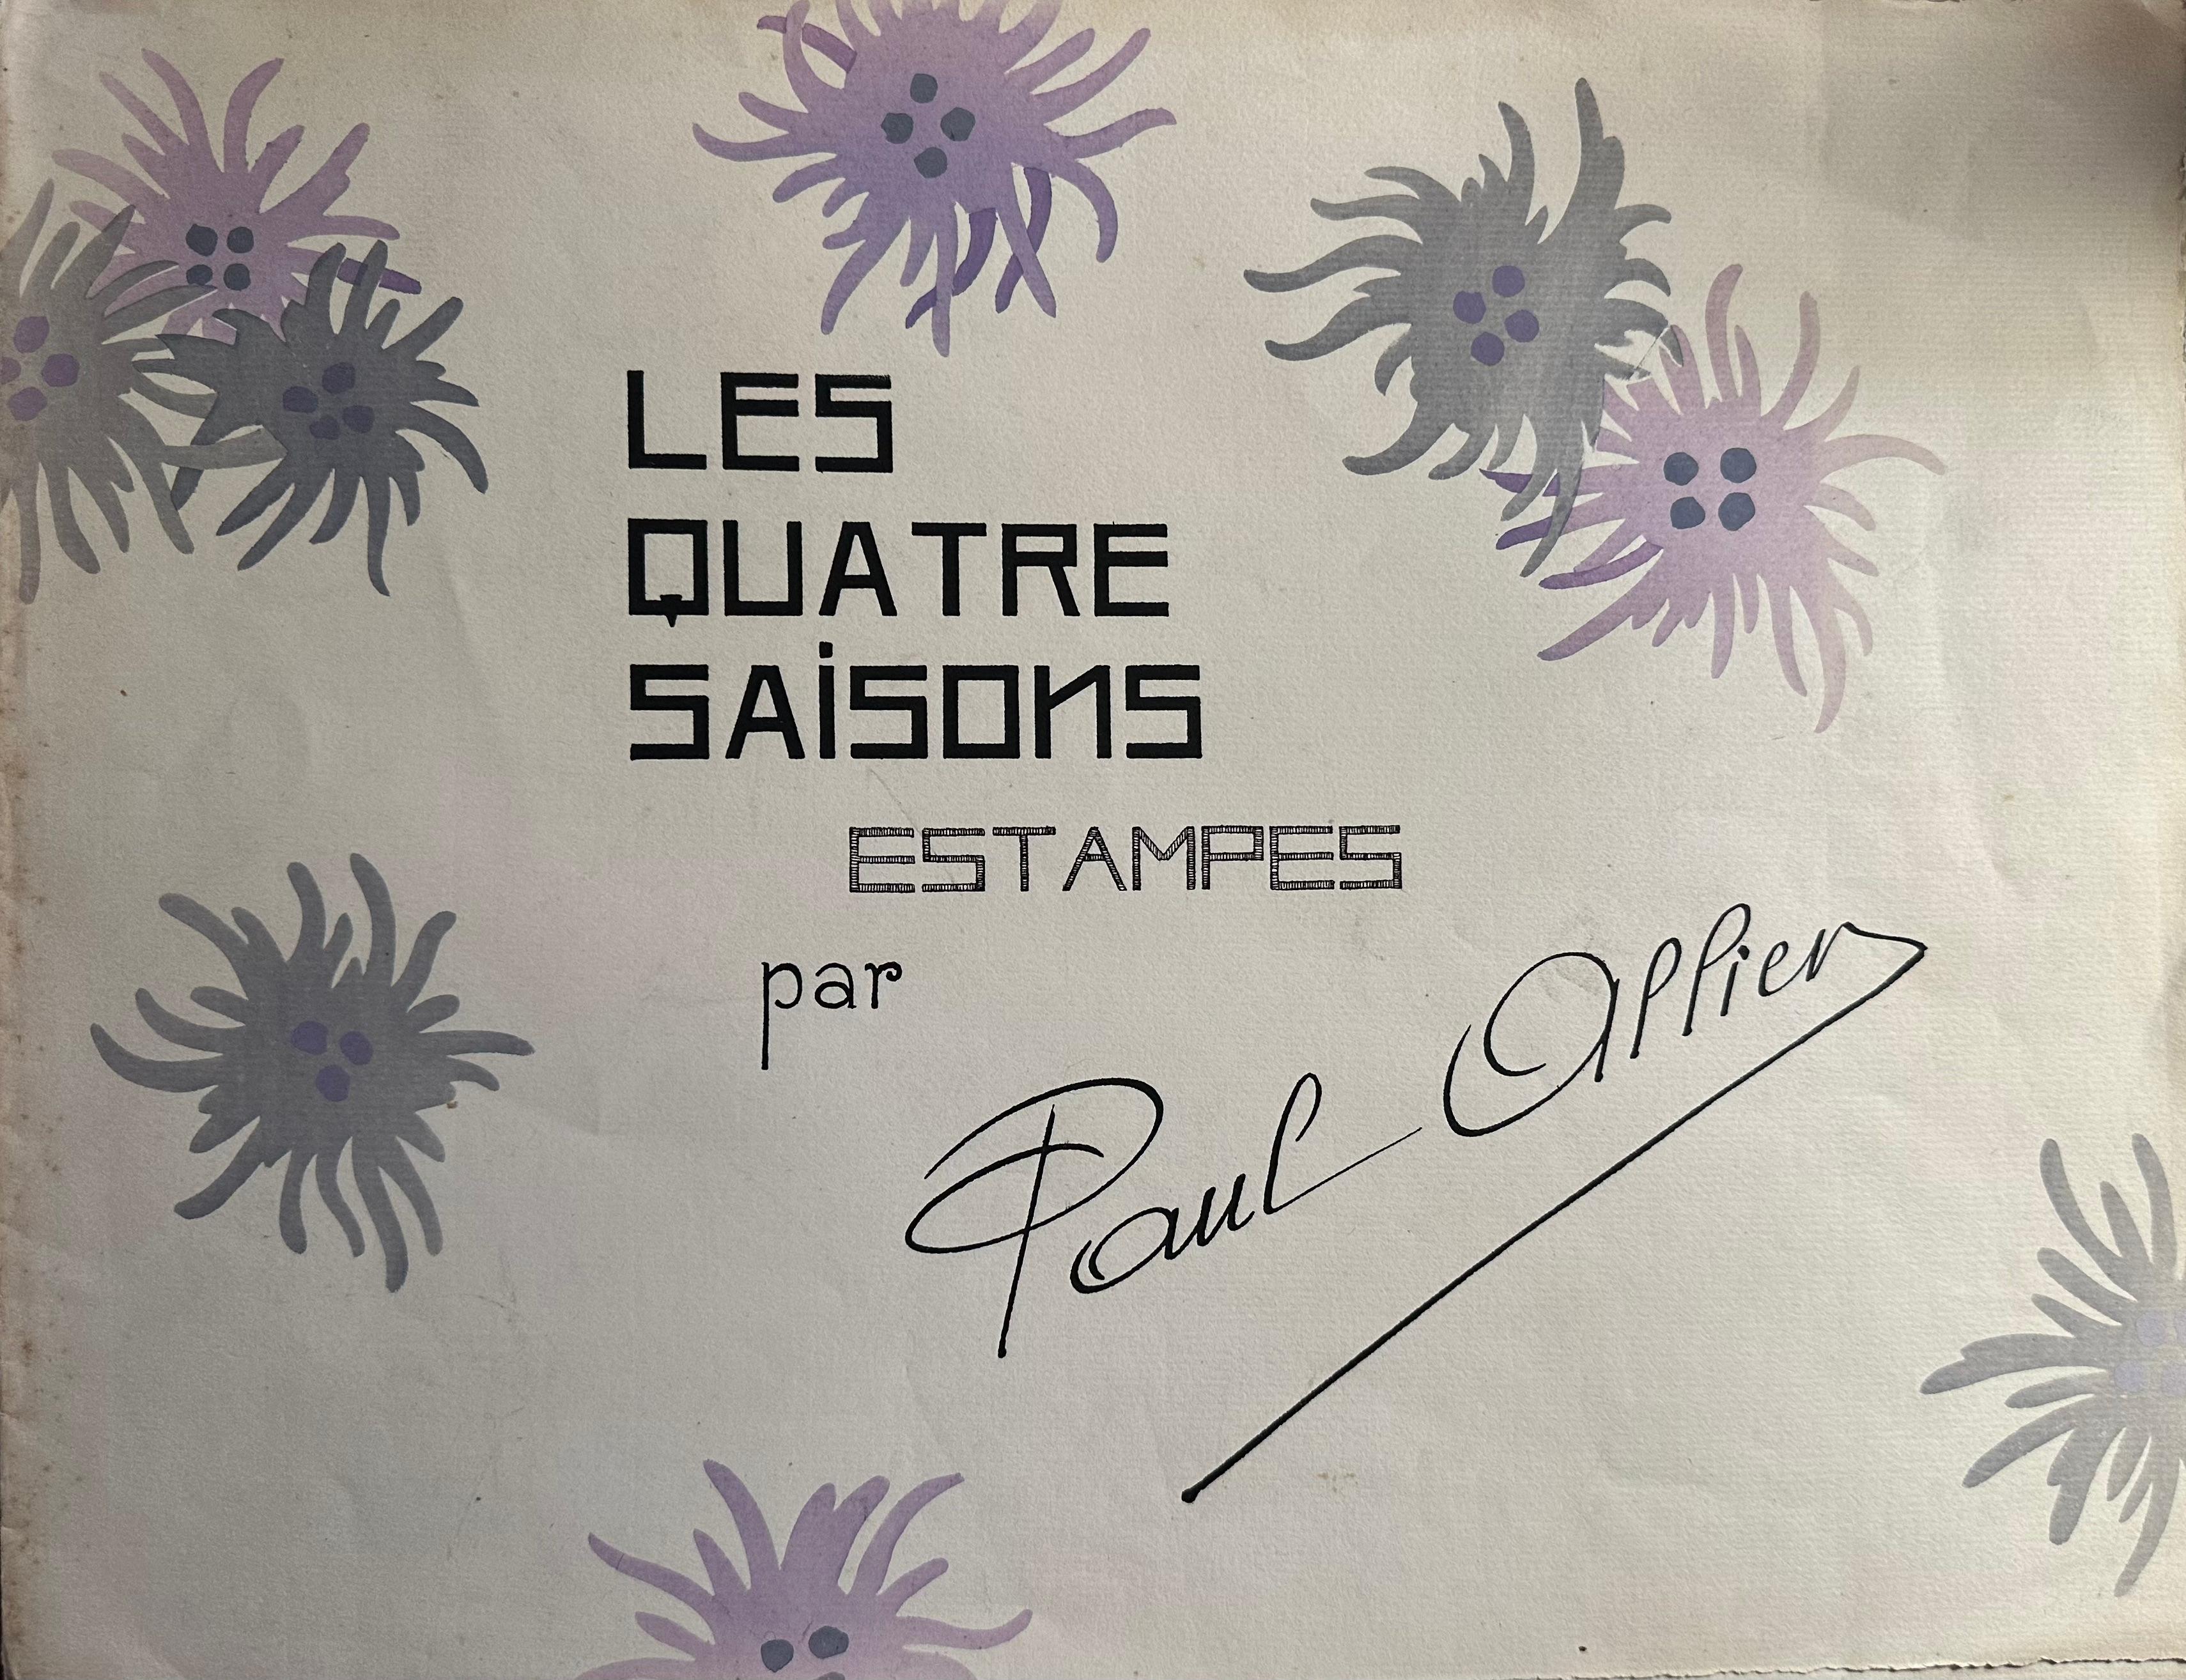 LES
QUATRE
SAiSONS
ESTAMPES
par
Paul Allier